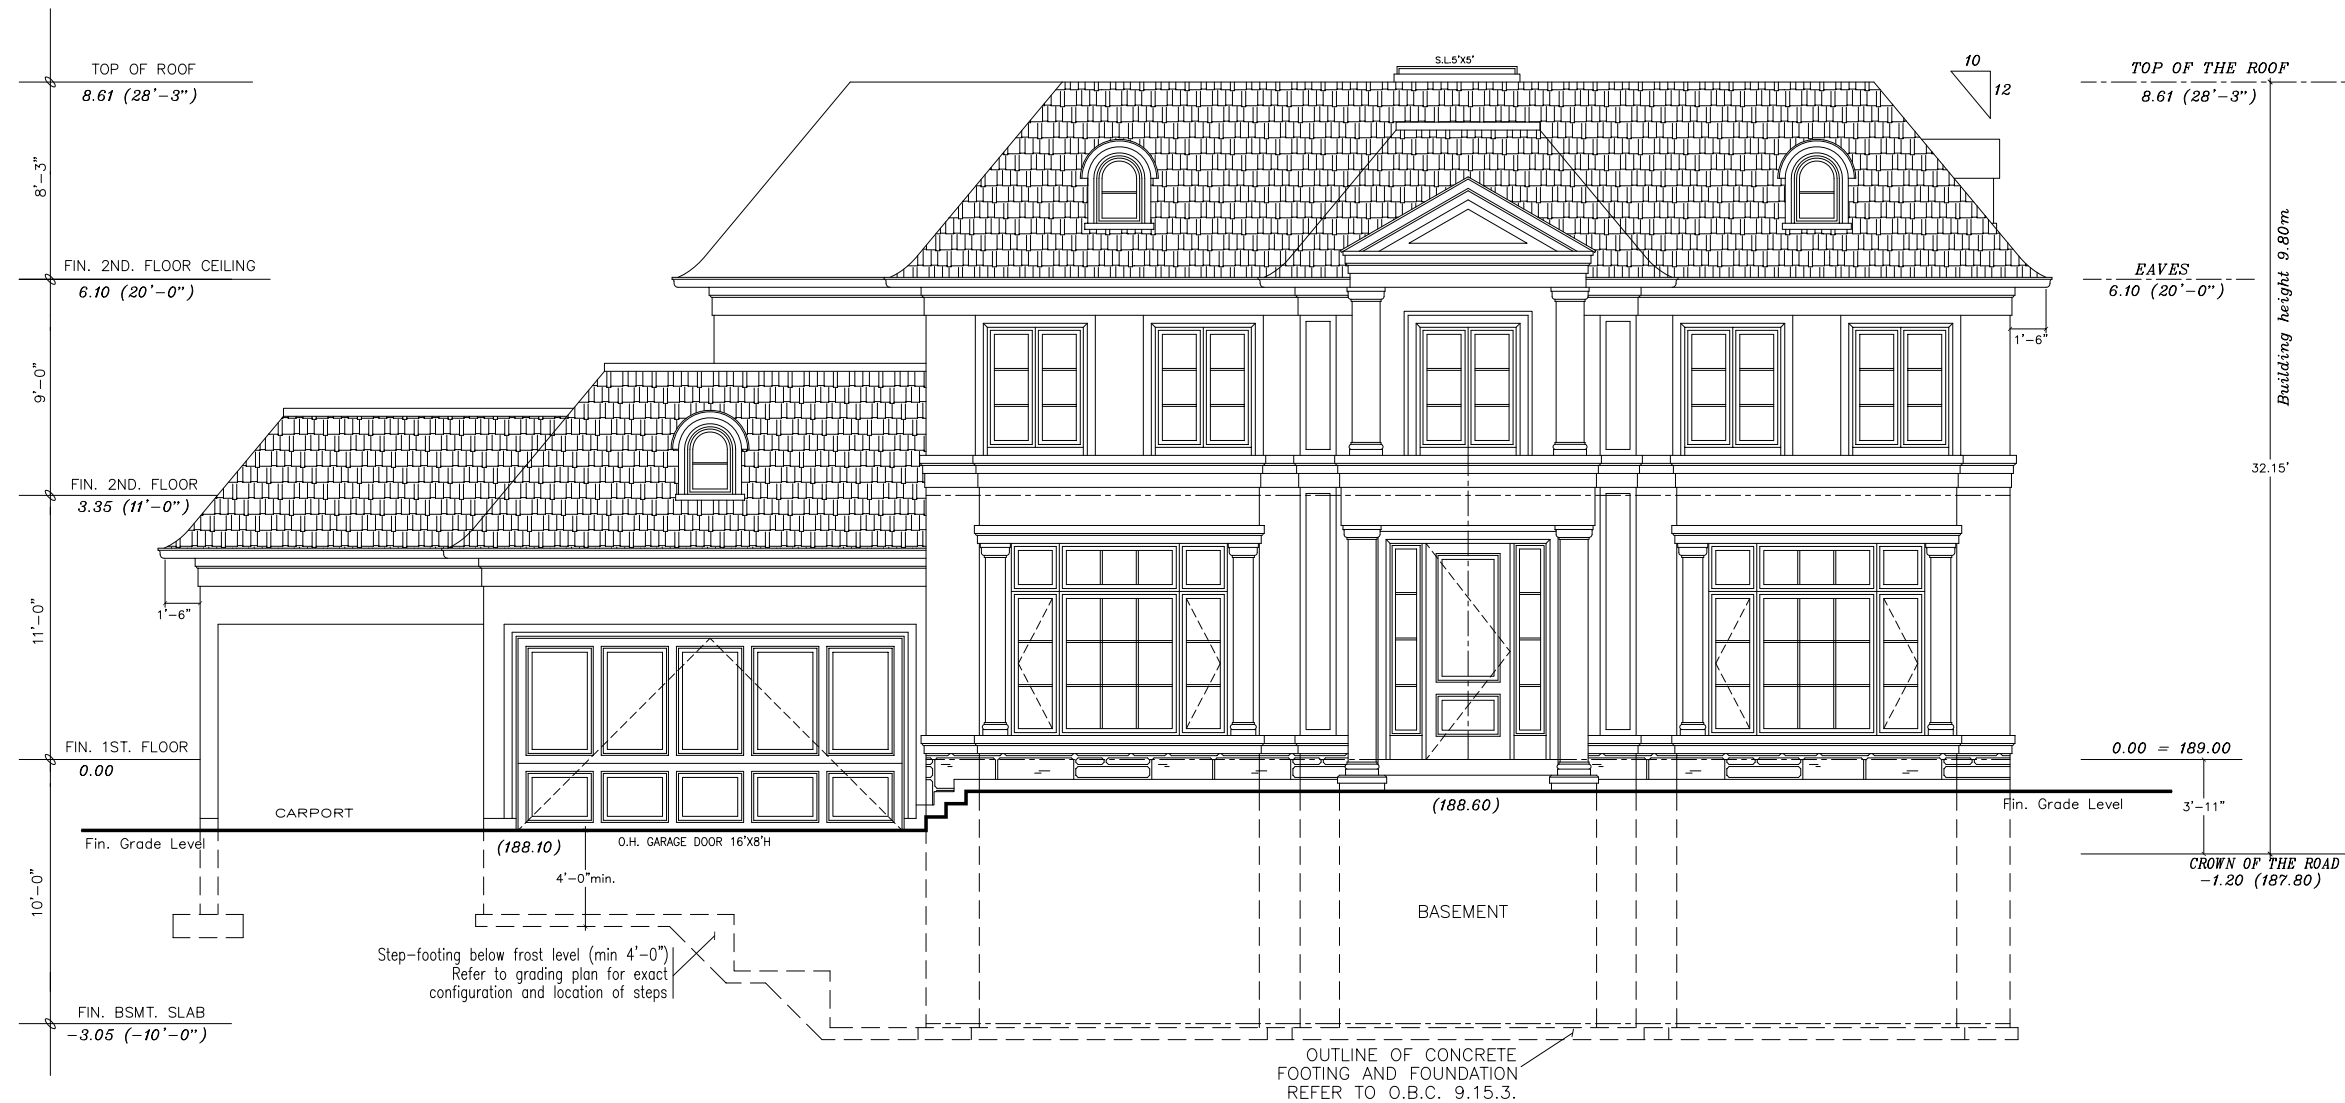 TOP OF ROOF
8.61 (28'-3")
8'-3"
FIN. 2ND. FLOOR CEILING
6.10 (20'-0")
9'-0"
FIN. 2ND. FLOOR
3.35 (11'-0")
11'-0"
1'-6"
FIN. 1ST. FLOOR
0.00
CARPORT
Fin. Grade Level
(188.10)
O.H. GARAGE DOOR 16'X8'H
4'-0"min.
10'-0"
Step-footing below frost level (min 4'-0")
Refer to grading plan for exact
configuration and location of steps
FIN. BSMT. SLAB
-3.05 (-10'-0")
S.L.5'X5'
(188.60)
BASEMENT
OUTLINE OF CONCRETE
FOOTING AND FOUNDATION
REFER TO O.B.C. 9.15.3.
10
12
TOP OF THE ROOF
8.61 (28'-3")
EAVES
6.10 (20'-0")
1'-6"
Building height 9.80m
32.15'
0.00 = 189.00
Fin. Grade Level
3'-11"
CROWN OF THE ROAD
-1.20 (187.80)